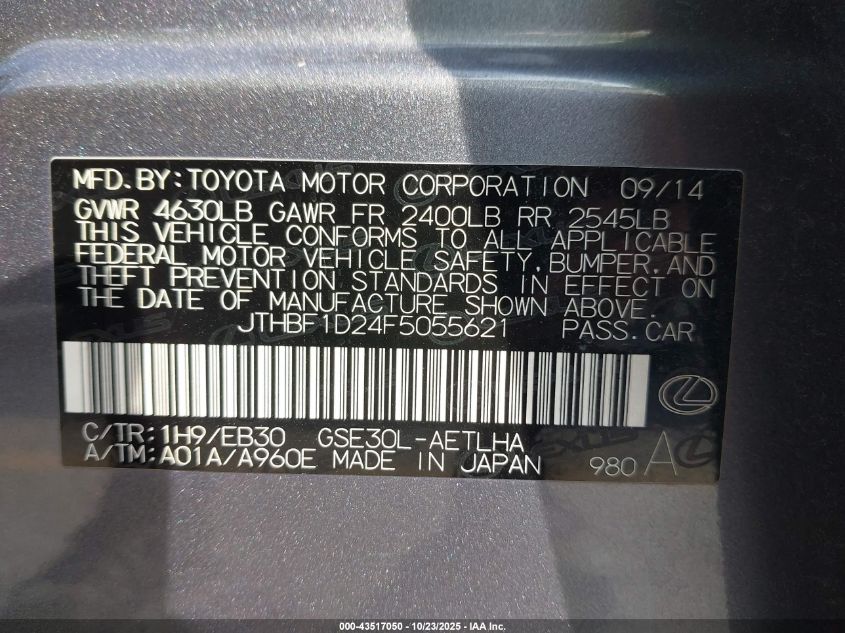 MFD.BY:TOYOTA MOTOR CORPORATION 09/14
GVWR 4630LB GAWR FR 2400LB RR 2545LB
THIS VEHICLE CONFORMS TO ALL APPLICABLE
FEDERAL MOTOR VEHICLE SAFETY,BUMPER,AND
THEFT PREVENTION STANDARDS IN EFFECT ON
THE DATE OF MANUFACTURE SHOWN ABOVE.
JTHBF1D24F5055621 PASS.CAR
C/TR:1H9/EB30 GSE30L-AETLHA
A/TM:A01A/A960E MADE IN JAPAN 980 A
000-43517050 - 10/23/2025 - IAA Inc.